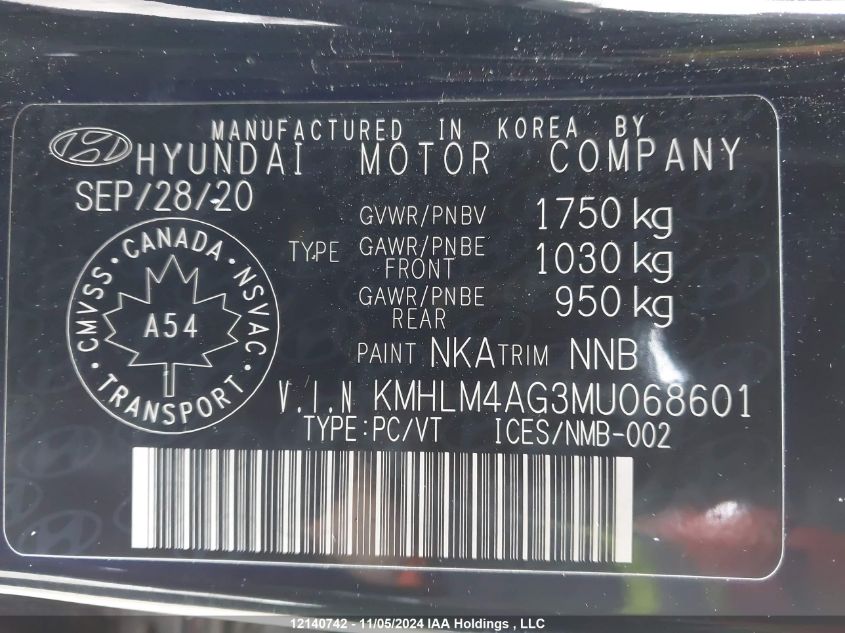 MANUFACTURED IN KOREA BY
HYUNDAI MOTOR COMPANY
SEP/28/20
GVWR/PNBV 1750 kg
TYPE GAWR/PNBE FRONT 1030 kg
GAWR/PNBE REAR 950 kg
CMVSS · CANADA · NSVAC · TRANSPORT ·
A54
PAINT NKA TRIM NNB
V.I.N KMHLM4AG3MU068601
TYPE:PC/VT ICES/NMB-002
12140742 - 11/05/2024 IAA Holdings , LLC